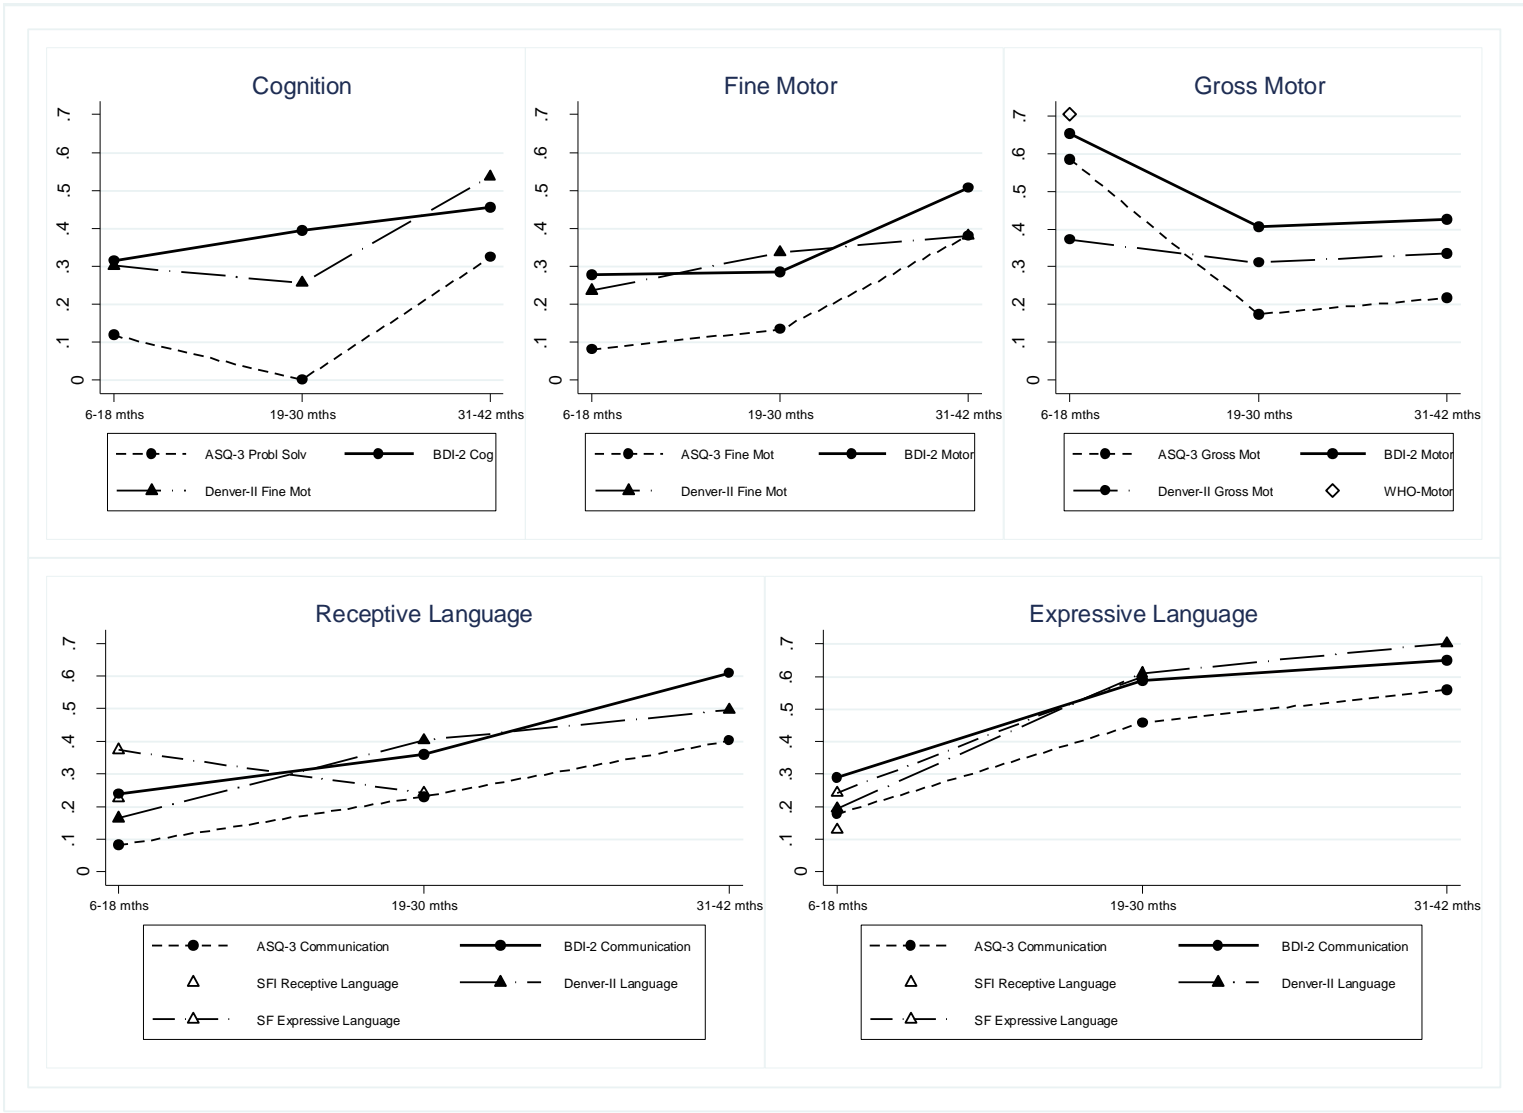 Cognition
.7
.6
.5
.4
.3
.2
.1
0
6-18 mths 19-30 mths 31-42 mths
ASQ-3 Probl Solv BDI-2 Cog
Denver-II Fine Mot
Fine Motor
.7
.6
.5
.4
.3
.2
.1
0
6-18 mths 19-30 mths 31-42 mths
ASQ-3 Fine Mot BDI-2 Motor
Denver-II Fine Mot
Gross Motor
.7
.6
.5
.4
.3
.2
.1
0
6-18 mths 19-30 mths 31-42 mths
ASQ-3 Gross Mot BDI-2 Motor
Denver-II Gross Mot WHO-Motor
Receptive Language
.7
.6
.5
.4
.3
.2
.1
0
6-18 mths 19-30 mths 31-42 mths
ASQ-3 Communication BDI-2 Communication
SFI Receptive Language Denver-II Language
SF Expressive Language
Expressive Language
.7
.6
.5
.4
.3
.2
.1
0
6-18 mths 19-30 mths 31-42 mths
ASQ-3 Communication BDI-2 Communication
SFI Receptive Language Denver-II Language
SF Expressive Language